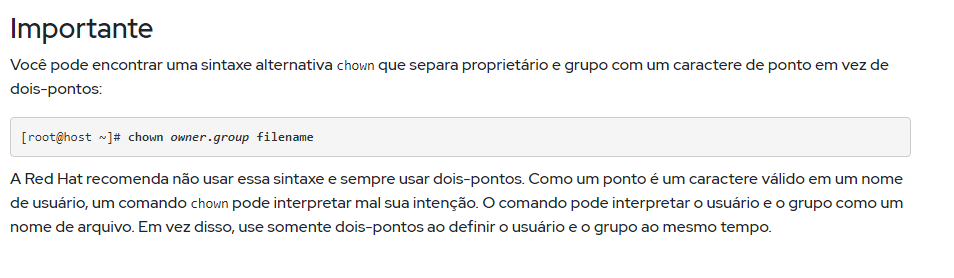 Importante
Você pode encontrar uma sintaxe alternativa chown que separa proprietário e grupo com um caractere de ponto em vez de
dois-pontos:
[root@host ~]# chown owner.group filename
A Red Hat recomenda não usar essa sintaxe e sempre usar dois-pontos. Como um ponto é um caractere válido em um nome
de usuário, um comando chown pode interpretar mal sua intenção. O comando pode interpretar o usuário e o grupo como um
nome de arquivo. Em vez disso, use somente dois-pontos ao definir o usuário e o grupo ao mesmo tempo.